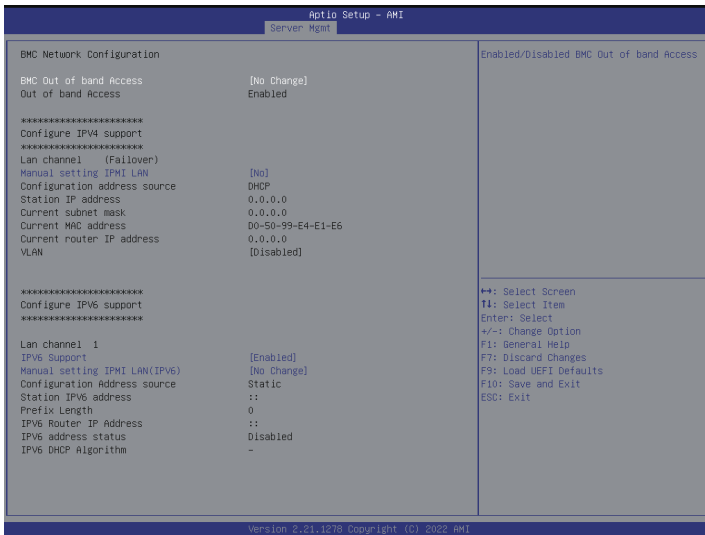 Aptio Setup – AMI
Server Mgmt
BMC Network Configuration
BMC Out of band Access [No Change]
Out of band Access Enabled
**********************
Configure IPV4 support
**********************
Lan channel (Failover)
Manual setting IPMI LAN [No]
Configuration address source DHCP
Station IP address 0.0.0.0
Current subnet mask 0.0.0.0
Current MAC address D0-50-99-E4-E1-E6
Current router IP address 0.0.0.0
VLAN [Disabled]
**********************
Configure IPV6 support
**********************
Lan channel 1
IPV6 Support [Enabled]
Manual setting IPMI LAN(IPV6) [No Change]
Configuration Address source Static
Station IPV6 address ::
Prefix Length 0
IPV6 Router IP Address ::
IPV6 address status Disabled
IPV6 DHCP Algorithm –
Enabled/Disabled BMC Out of band Access
↔: Select Screen
↑↓: Select Item
Enter: Select
+/–: Change Option
F1: General Help
F7: Discard Changes
F9: Load UEFI Defaults
F10: Save and Exit
ESC: Exit
Version 2.21.1278 Copyright (C) 2022 AMI